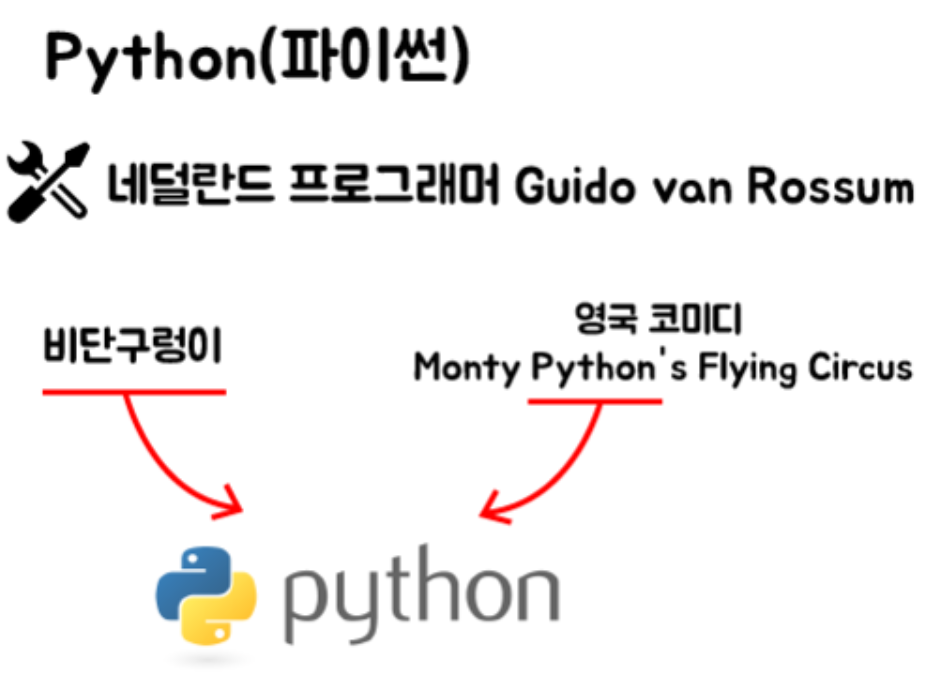 Python(파이썬)
네덜란드 프로그래머 Guido van Rossum
비단구렁이
영국 코미디
Monty Python's Flying Circus
python